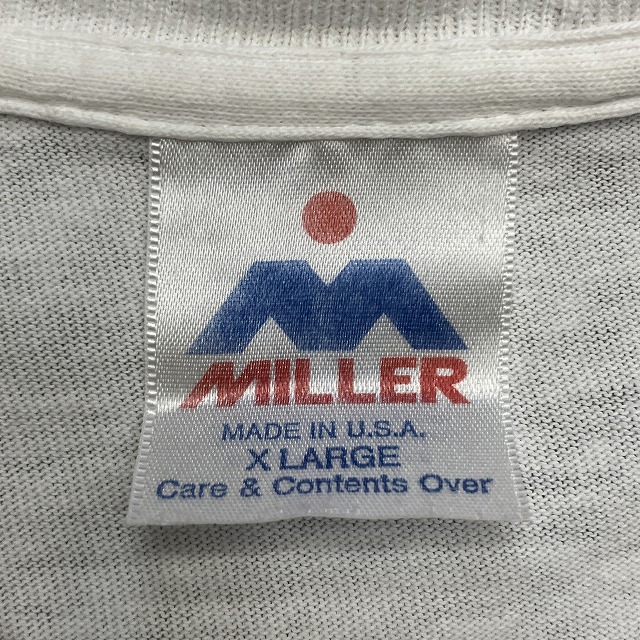 MILLER
MADE IN U.S.A.
X LARGE
Care & Contents Over